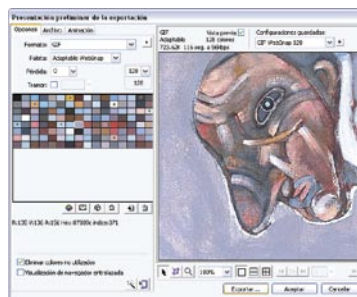 Presentación preliminar de la exportación
Opciones Archivo Animación
Formato: GIF
Paleta: Adaptable WebSnap
Pérdida: 0 128
Tramar: 128
Eliminar colores no utilizados
Visualización de navegador entrelazada
GIF Vista previa
Adaptable 128 colores
Configuraciones guardadas:
GIF WebSnap 128
100%
Exportar... Aceptar Cancelar